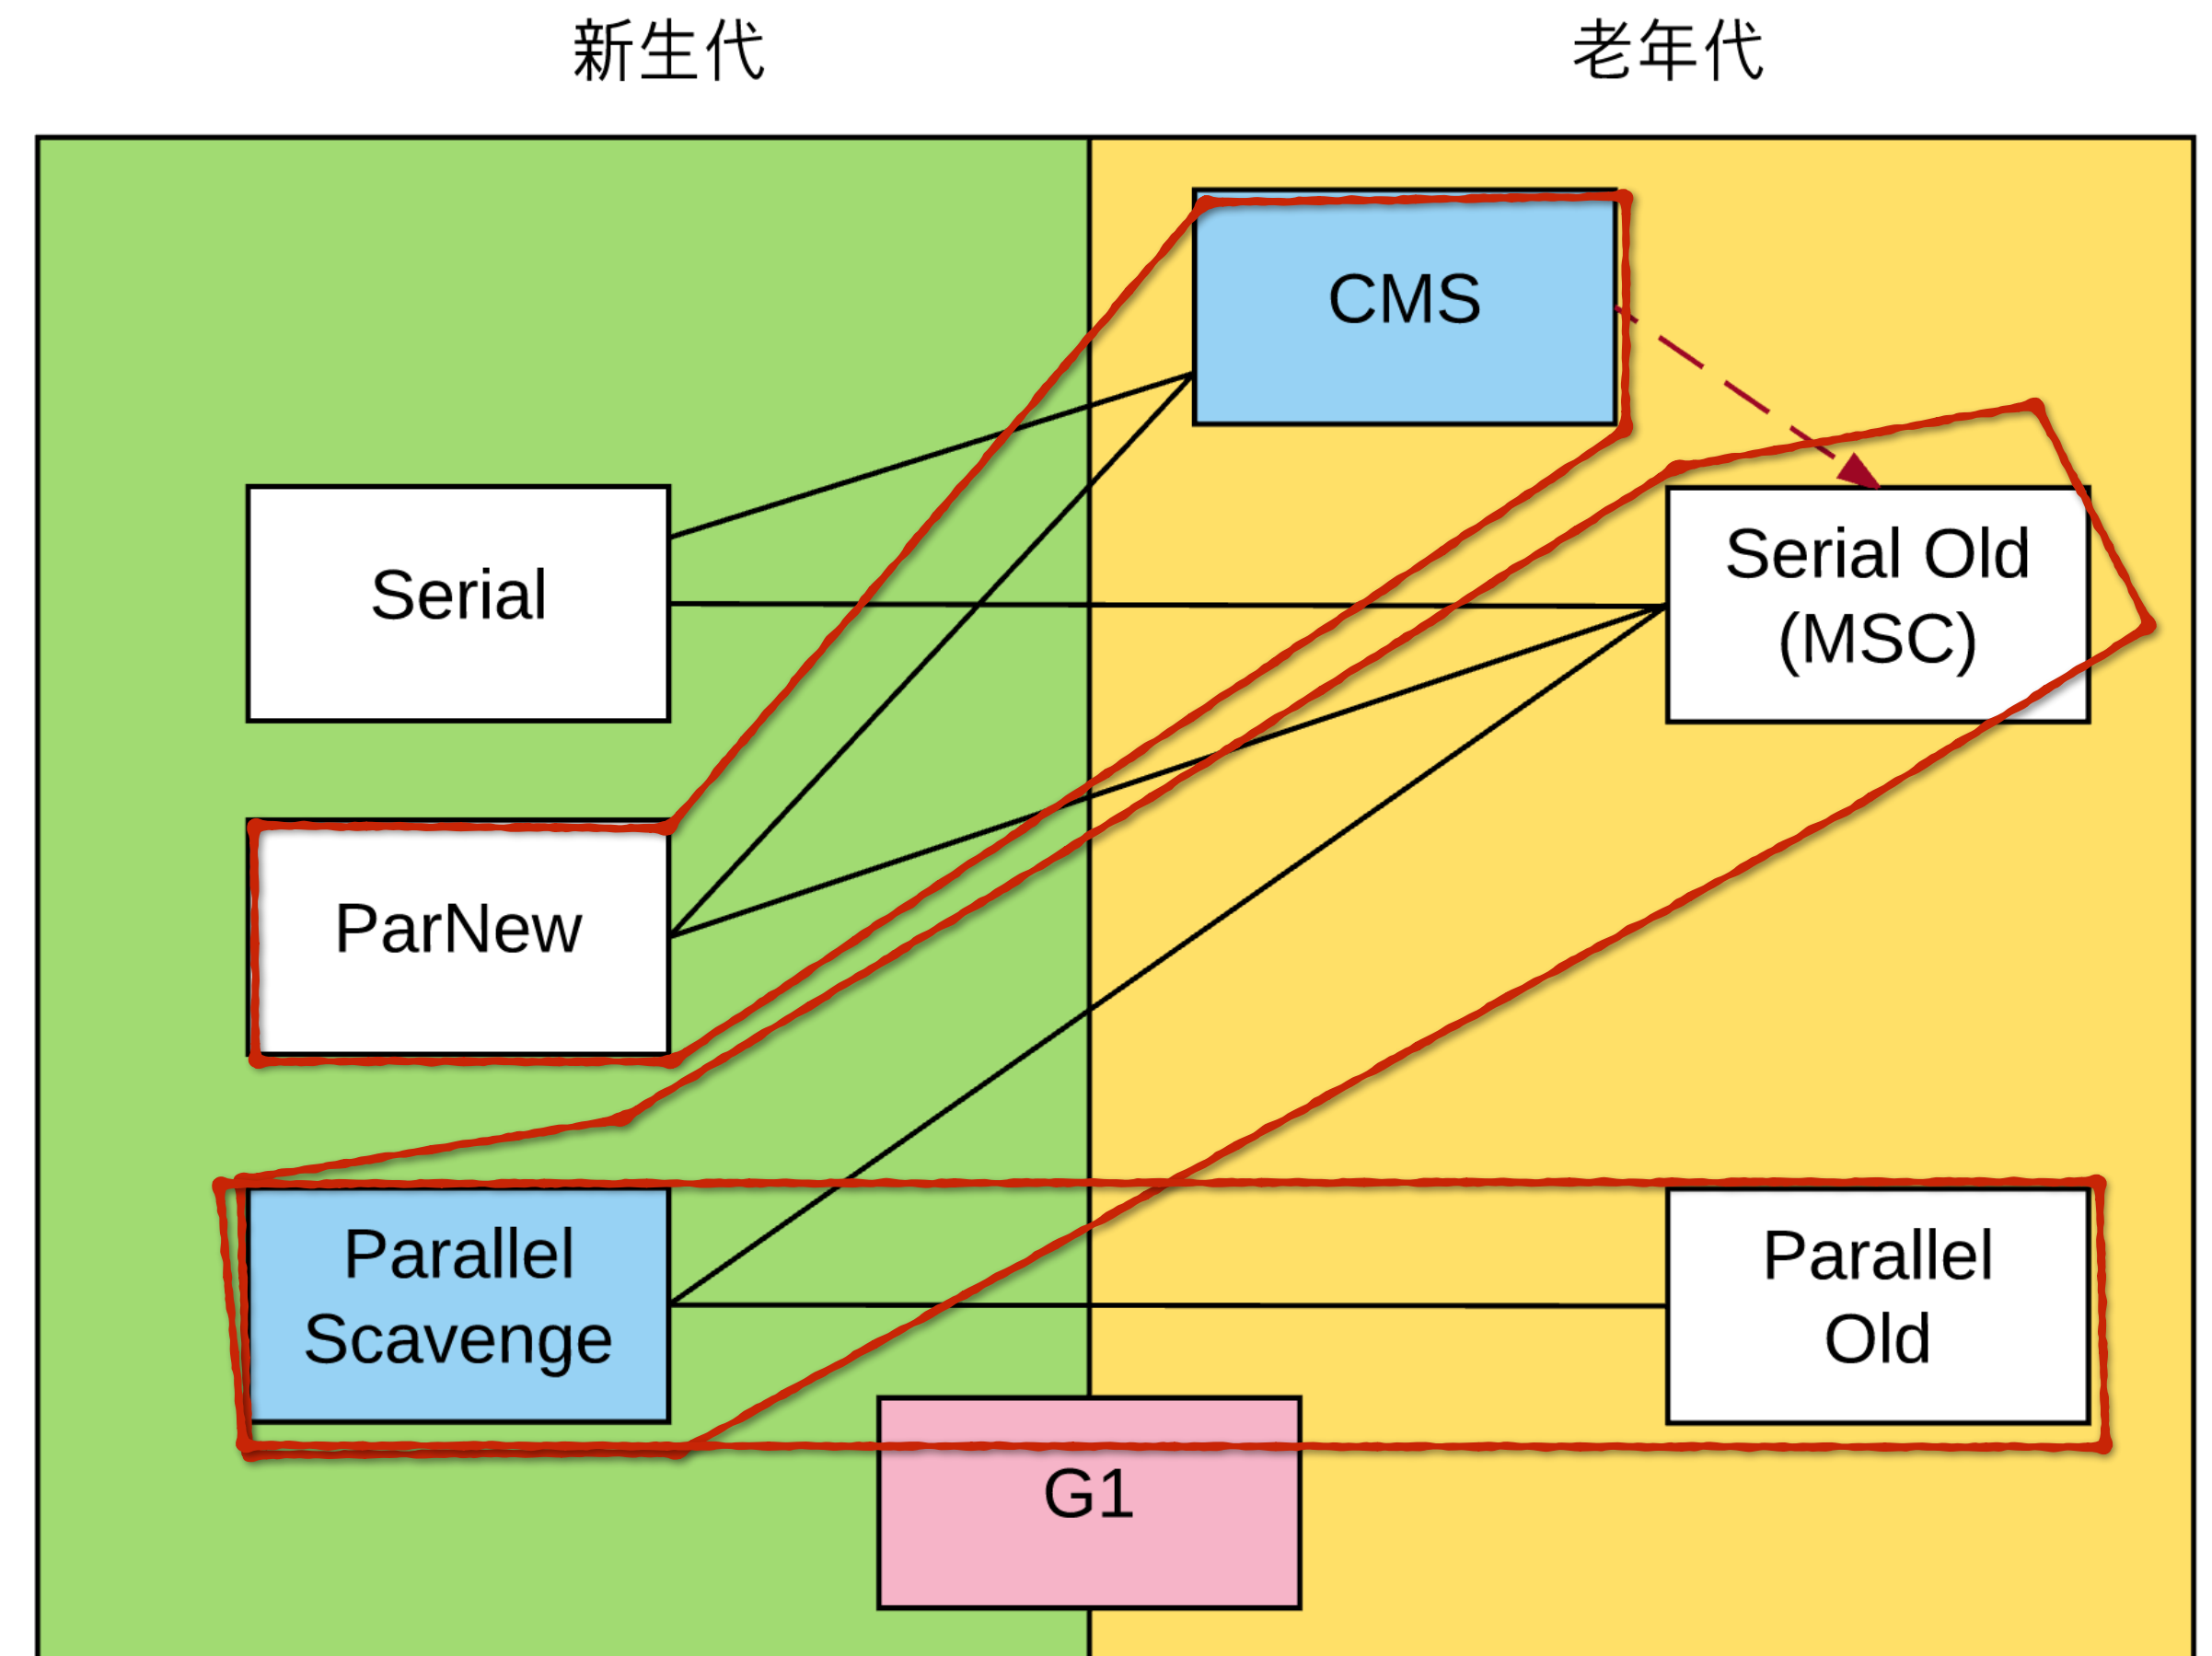 新生代
老年代
CMS
Serial
Serial Old
(MSC)
ParNew
Parallel
Scavenge
Parallel
Old
G1